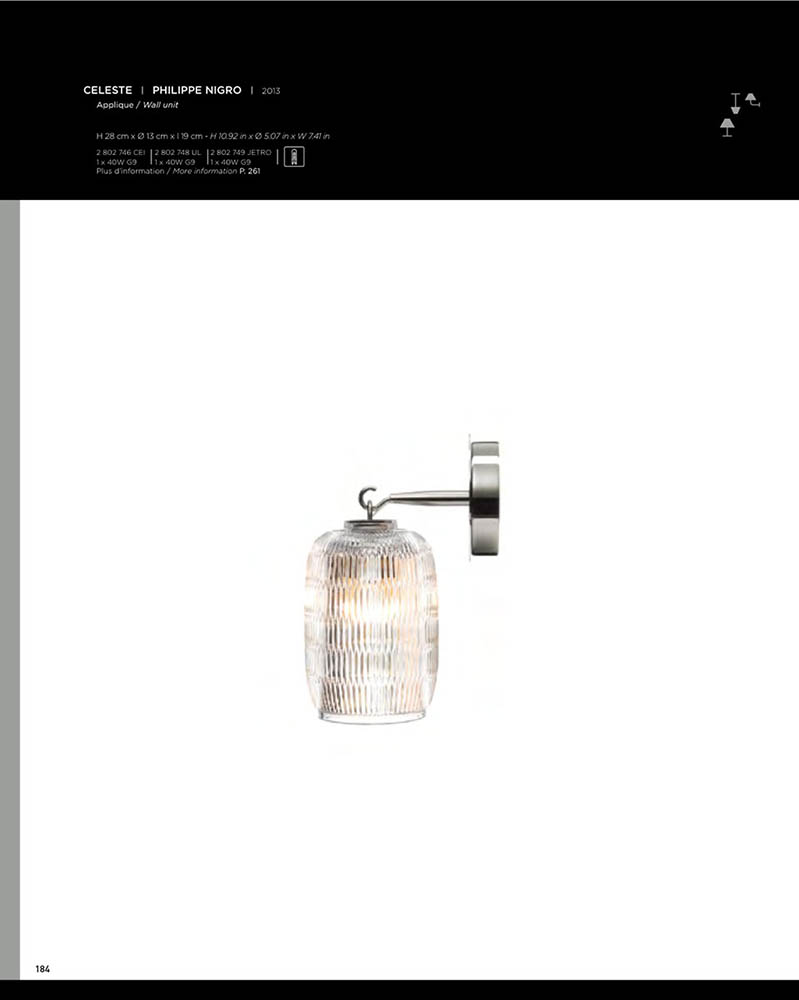 CELESTE | PHILIPPE NIGRO | 2013
Applique / Wall unit
H 28 cm x Ø 13 cm x l 19 cm - H 10.92 in x Ø 5.07 in x W 7.41 in
2 802 746 CEI | 2 802 748 UL | 2 802 749 JETRO |
1 x 40W G9 | 1 x 40W G9 | 1 x 40W G9
Plus d'information / More information P. 261
184